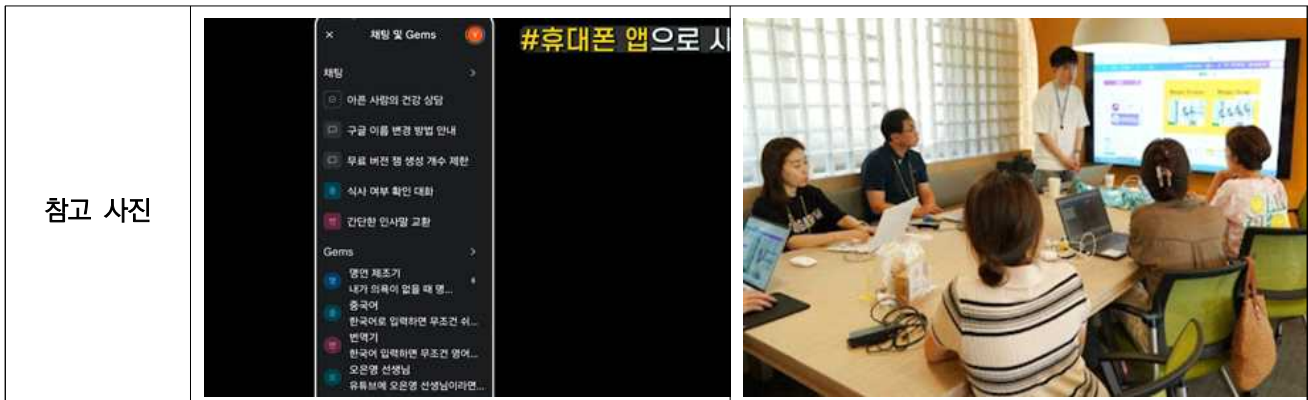 참고 사진
× 채팅 및 Gems
#휴대폰 앱으로 시
채팅 >
아픈 사람의 건강 상담
구글 이름 변경 방법 안내
무료 버전 잼 생성 개수 제한
식사 여부 확인 대화
간단한 인사말 교환
Gems >
명언 제조기
내가 의욕이 없을 때 명...
중국어
한국어로 입력하면 무조건 쉬...
번역기
한국어 입력하면 무조건 영어...
오은영 선생님
유튜브에 오은영 선생님이라면...